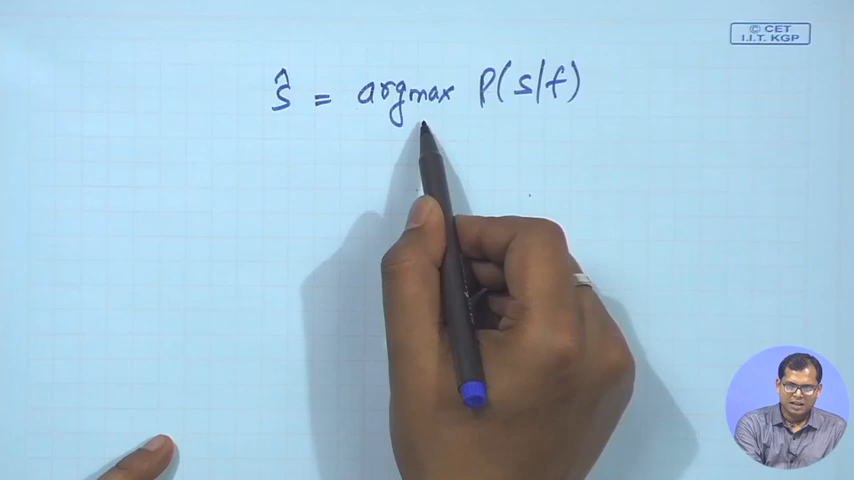 © CET
I.I.T. KGP
ŝ = argmax P(s|f)